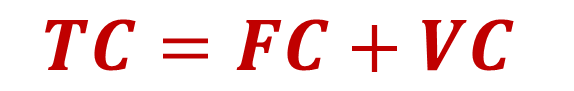 TC = FC + VC